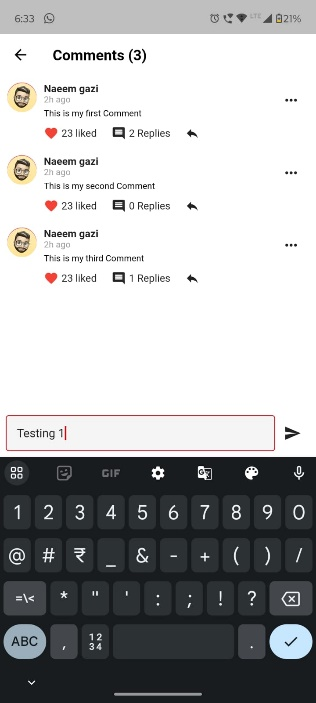 6:33 LTE 21%
Comments (3)
Naeem gazi
2h ago
This is my first Comment
23 liked 2 Replies
Naeem gazi
2h ago
This is my second Comment
23 liked 0 Replies
Naeem gazi
2h ago
This is my third Comment
23 liked 1 Replies
Testing 1
GIF
1 2 3 4 5 6 7 8 9 0
@ # ₹ _ & - + ( ) /
=\< * " ' : ; ! ?
ABC , 12 34 .